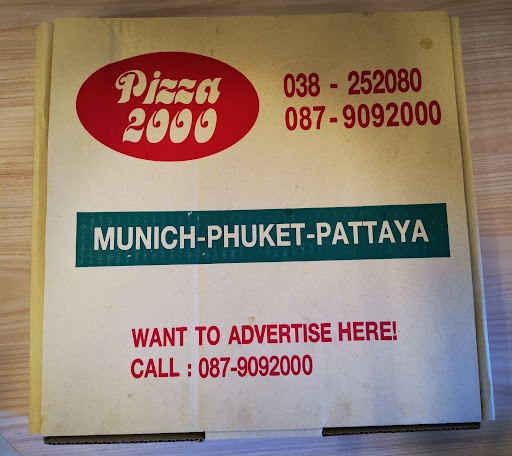 Pizza
2000
038 - 252080
087-9092000
MUNICH-PHUKET-PATTAYA
WANT TO ADVERTISE HERE!
CALL : 087-9092000